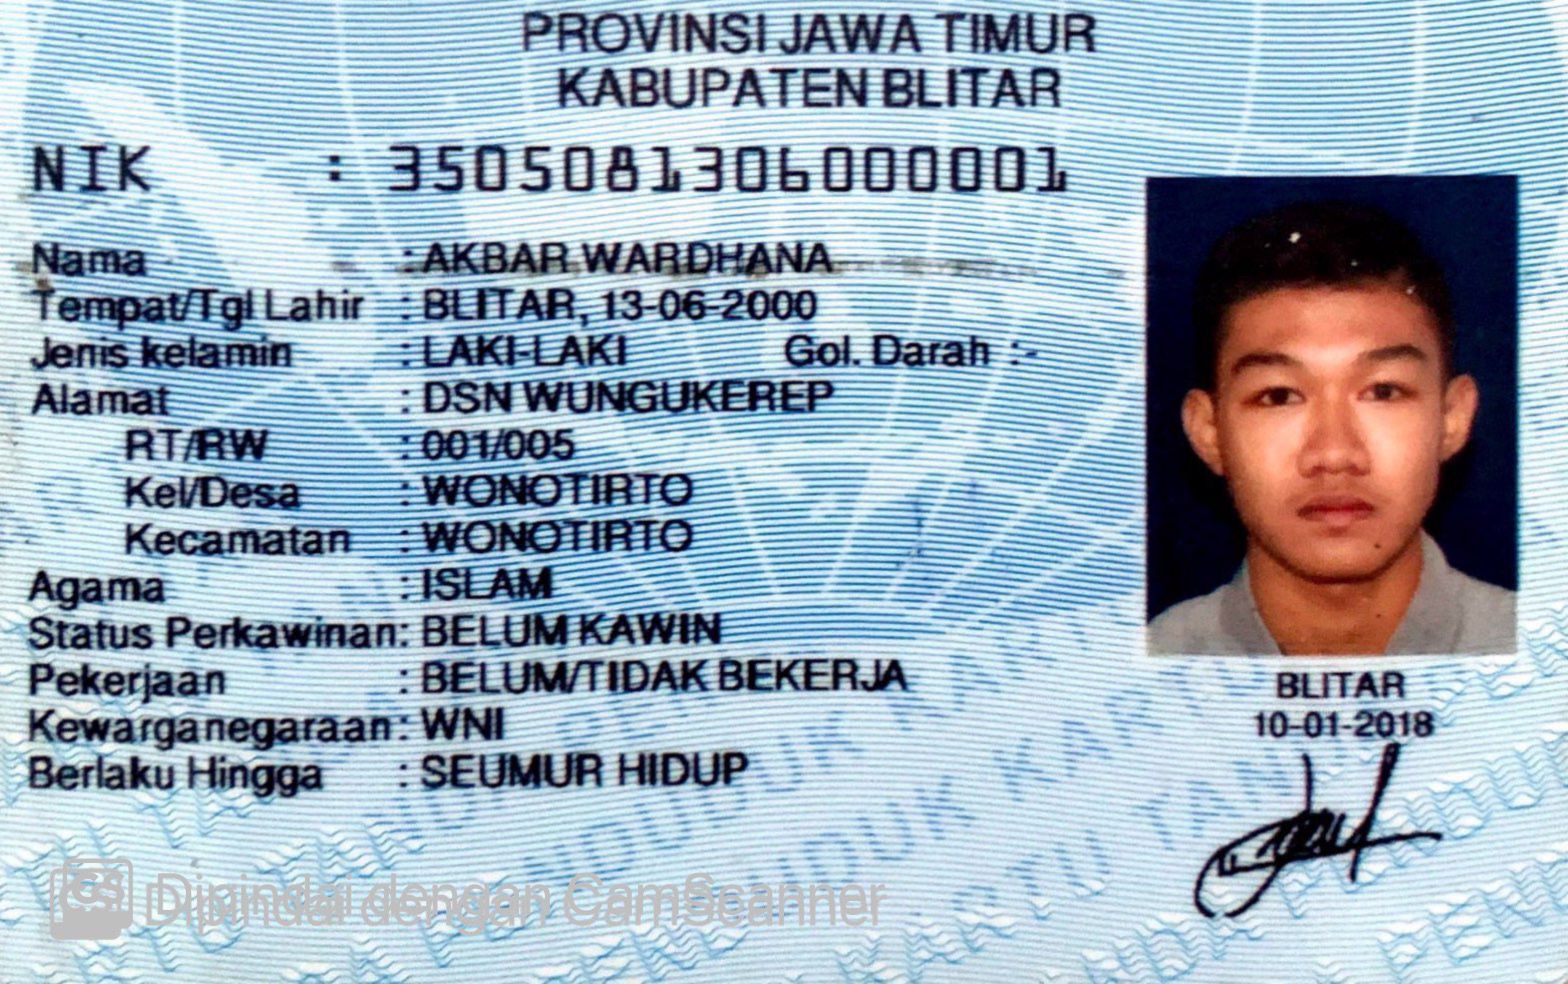 PROVINSI JAWA TIMUR
KABUPATEN BLITAR
NIK : 3505081306000001
Nama : AKBAR WARDHANA
Tempat/Tgl Lahir : BLITAR, 13-06-2000
Jenis kelamin : LAKI-LAKI Gol. Darah :-
Alamat : DSN WUNGUKEREP
RT/RW : 001/005
Kel/Desa : WONOTIRTO
Kecamatan : WONOTIRTO
Agama : ISLAM
Status Perkawinan: BELUM KAWIN
Pekerjaan : BELUM/TIDAK BEKERJA
Kewarganegaraan: WNI
Berlaku Hingga : SEUMUR HIDUP
BLITAR
10-01-2018
CS Dipindai dengan CamScanner